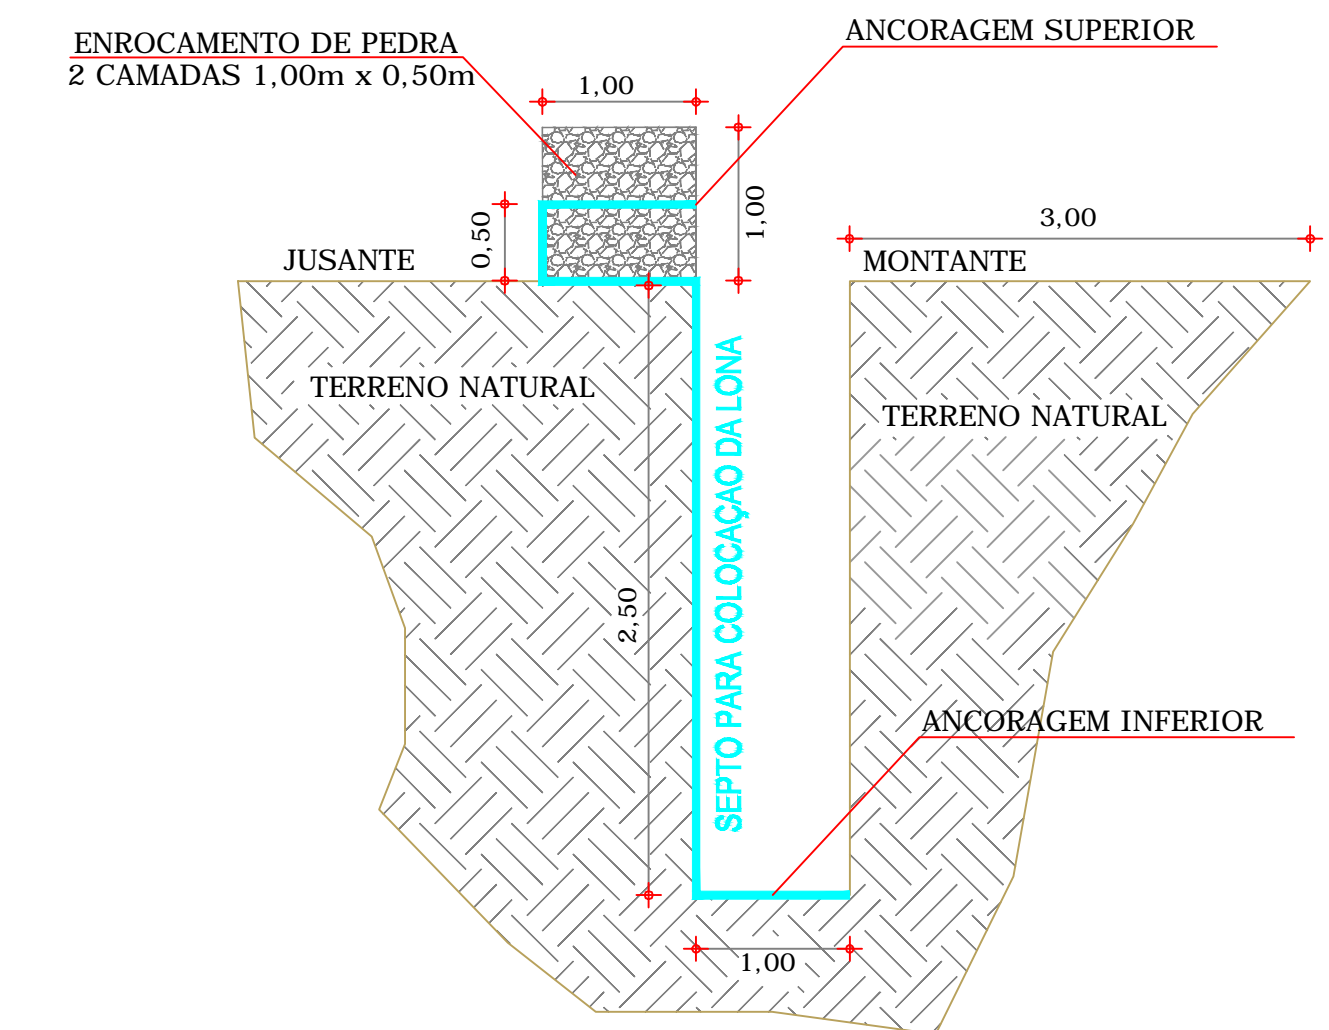 ENROCAMENTO DE PEDRA
2 CAMADAS 1,00m x 0,50m
ANCORAGEM SUPERIOR
1,00
1,00
0,50
3,00
JUSANTE
MONTANTE
TERRENO NATURAL
TERRENO NATURAL
SEPTO PARA COLOCAÇAO DA LONA
2,50
ANCORAGEM INFERIOR
1,00